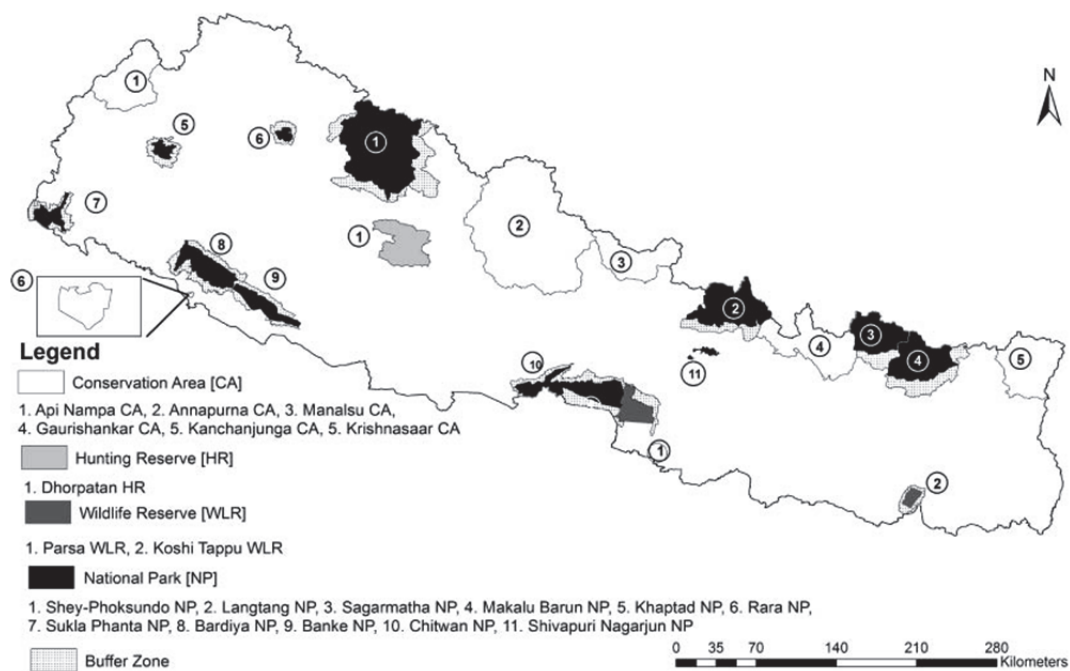 N
1
5
6
1
7
1
2
8
3
9
6
2
3
4
4
5
10
11
1
2
Legend
Conservation Area [CA]
1. Api Nampa CA, 2. Annapurna CA, 3. Manalsu CA,
4. Gaurishankar CA, 5. Kanchanjunga CA, 5. Krishnasaar CA
Hunting Reserve [HR]
1. Dhorpatan HR
Wildlife Reserve [WLR]
1. Parsa WLR, 2. Koshi Tappu WLR
National Park [NP]
1. Shey-Phoksundo NP, 2. Langtang NP, 3. Sagarmatha NP, 4. Makalu Barun NP, 5. Khaptad NP, 6. Rara NP,
7. Sukla Phanta NP, 8. Bardiya NP, 9. Banke NP, 10. Chitwan NP, 11. Shivapuri Nagarjun NP
Buffer Zone
0 35 70 140 210 280
Kilometers